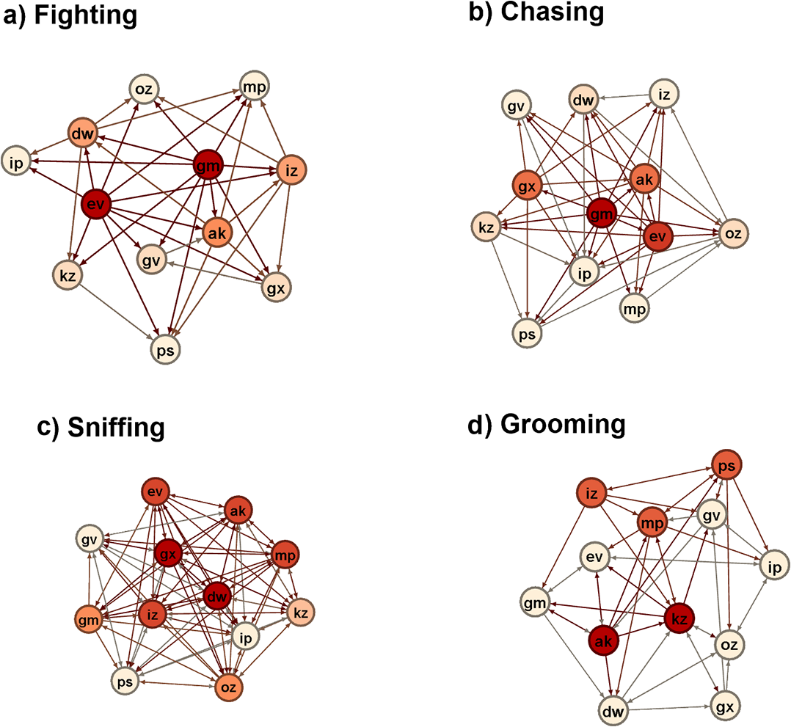 a) Fighting
b) Chasing
oz
mp
dw
ip
gm
iz
ev
ak
gv
kz
gx
ps
gv
dw
iz
gx
ak
gm
kz
ev
oz
ip
mp
ps
c) Sniffing
d) Grooming
ev
ak
gv
gx
mp
dw
gm
iz
kz
ip
ps
oz
ps
iz
mp
gv
ev
ip
gm
kz
ak
oz
dw
gx